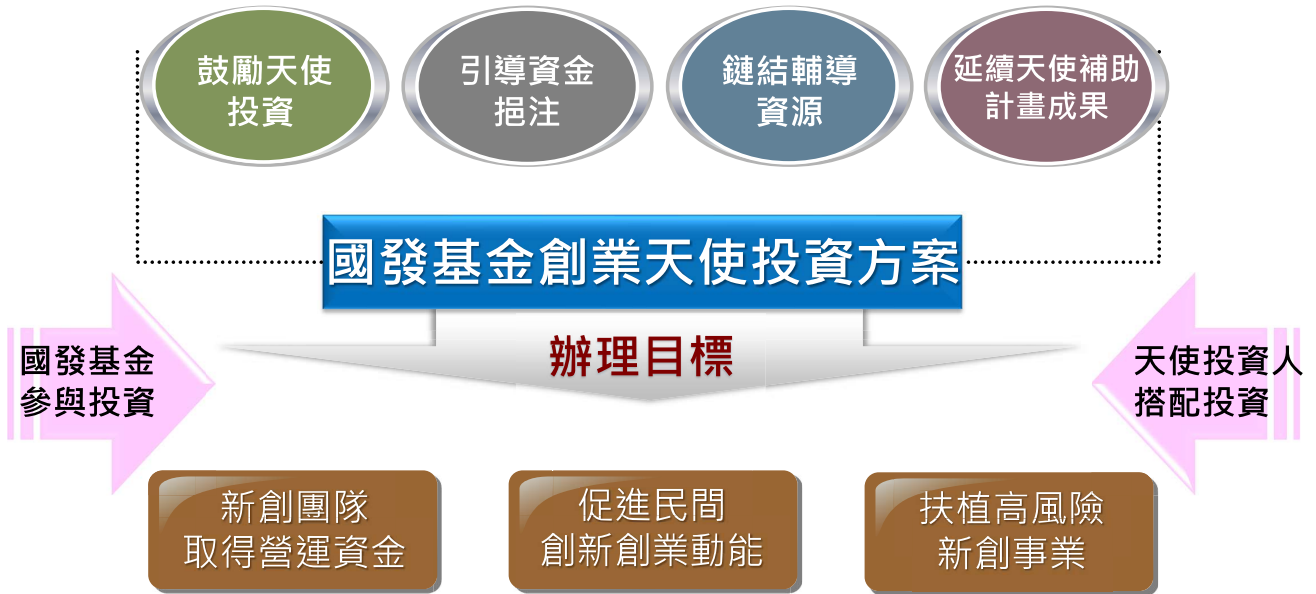 鼓勵天使
投資
引導資金
挹注
鏈結輔導
資源
延續天使補助
計畫成果
國發基金創業天使投資方案
辦理目標
國發基金
參與投資
天使投資人
搭配投資
新創團隊
取得營運資金
促進民間
創新創業動能
扶植高風險
新創事業